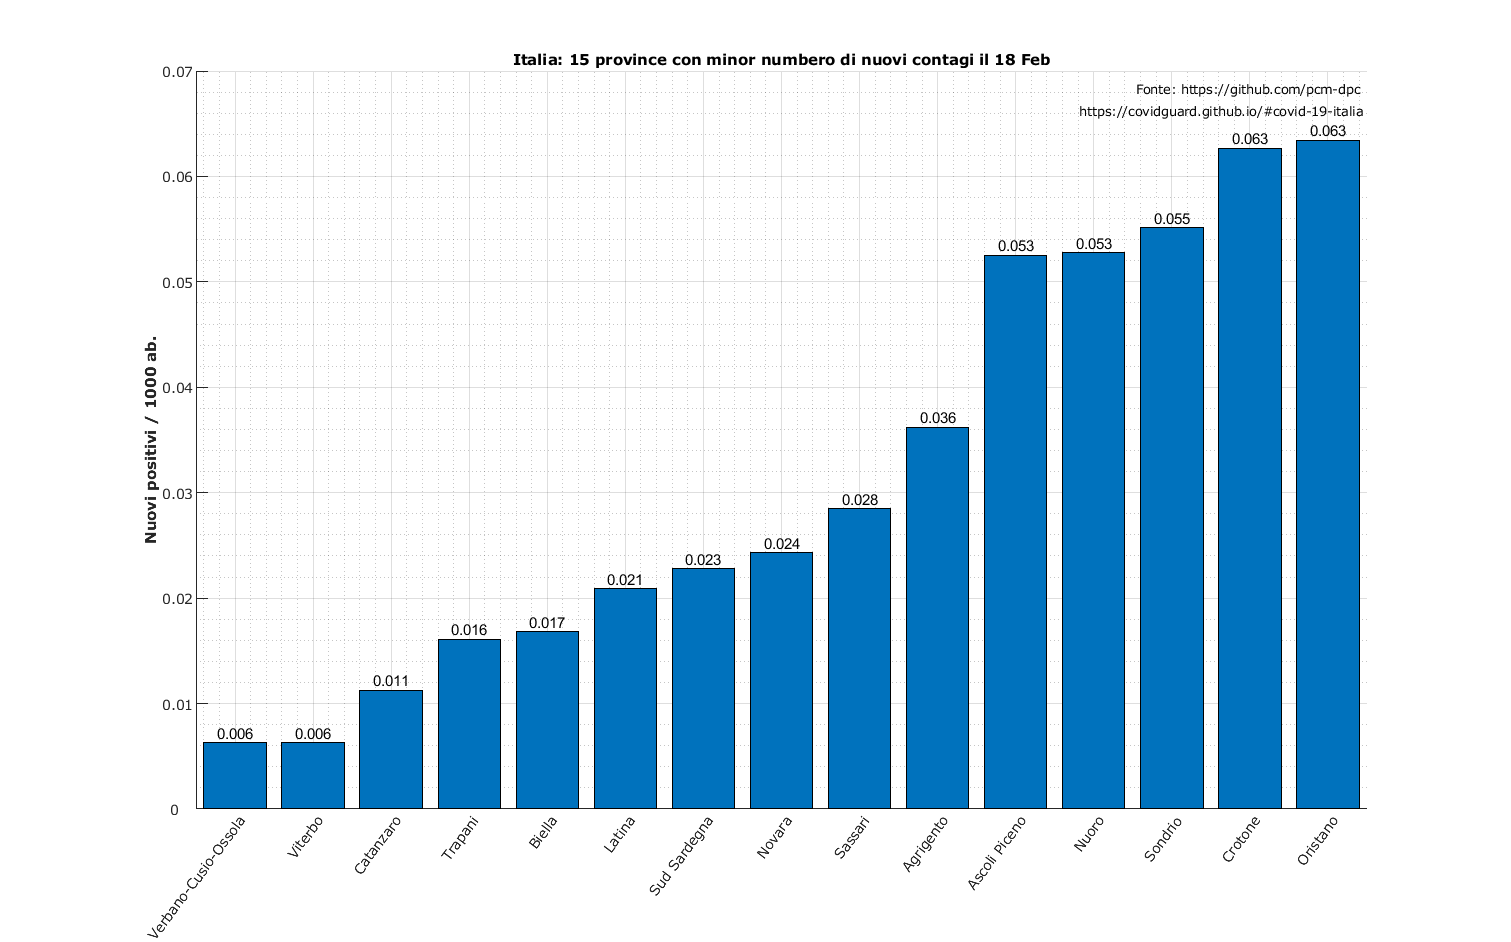 Italia: 15 province con minor numbero di nuovi contagi il 18 Feb
Fonte: https://github.com/pcm-dpc
https://covidguard.github.io/#covid-19-italia
Nuovi positivi / 1000 ab.
0.07
0.06
0.05
0.04
0.03
0.02
0.01
0
0.006
0.006
0.011
0.016
0.017
0.021
0.023
0.024
0.028
0.036
0.053
0.053
0.055
0.063
0.063
Verbano-Cusio-Ossola
Viterbo
Catanzaro
Trapani
Biella
Latina
Sud Sardegna
Novara
Sassari
Agrigento
Ascoli Piceno
Nuoro
Sondrio
Crotone
Oristano